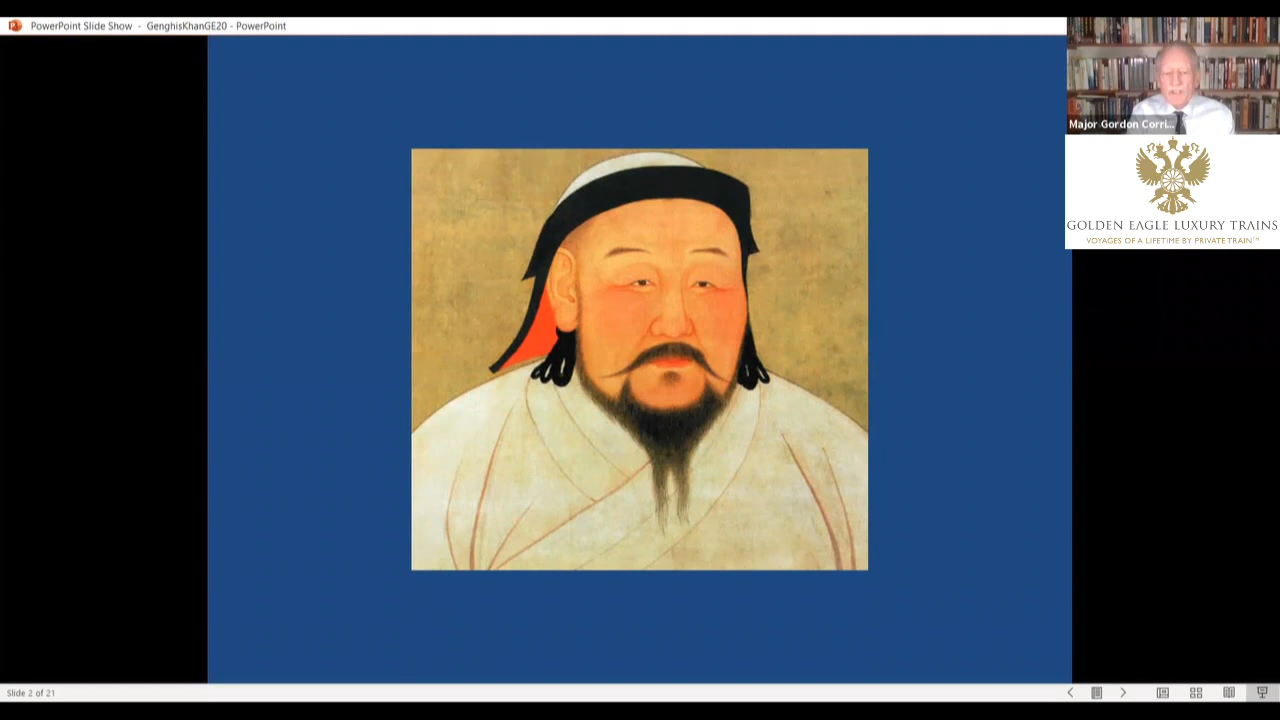 PowerPoint Slide Show - GenghisKhanGE20 - PowerPoint
Major Gordon Corri...
GOLDEN EAGLE LUXURY TRAINS
VOYAGES OF A LIFETIME BY PRIVATE TRAIN™
Slide 2 of 21